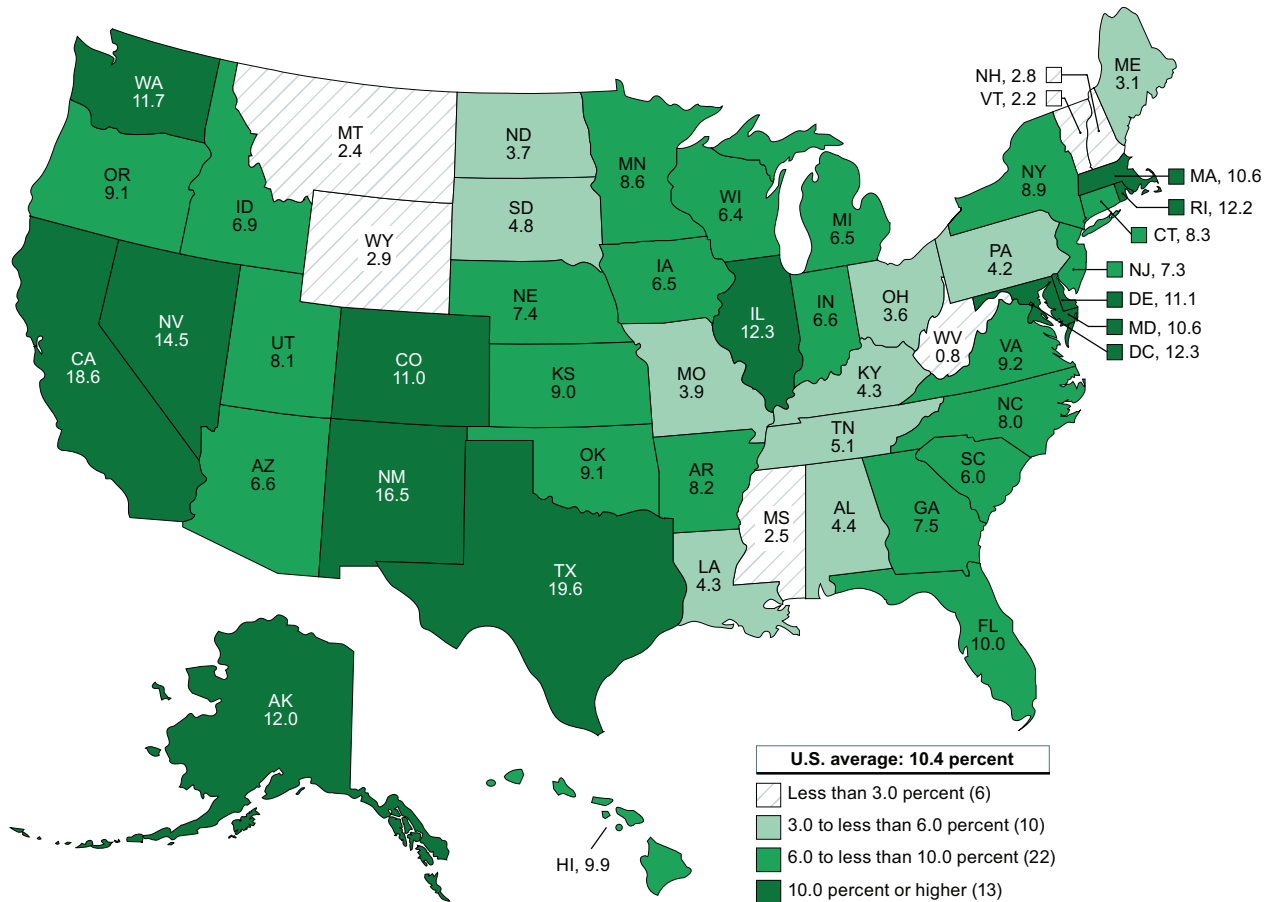 WA
11.7
OR
9.1
CA
18.6
NV
14.5
ID
6.9
MT
2.4
WY
2.9
UT
8.1
AZ
6.6
CO
11.0
NM
16.5
ND
3.7
SD
4.8
NE
7.4
KS
9.0
OK
9.1
TX
19.6
MN
8.6
IA
6.5
MO
3.9
AR
8.2
LA
4.3
WI
6.4
IL
12.3
MI
6.5
IN
6.6
OH
3.6
KY
4.3
TN
5.1
MS
2.5
AL
4.4
GA
7.5
FL
10.0
SC
6.0
NC
8.0
VA
9.2
WV
0.8
PA
4.2
NY
8.9
ME
3.1
NH, 2.8
VT, 2.2
MA, 10.6
RI, 12.2
CT, 8.3
NJ, 7.3
DE, 11.1
MD, 10.6
DC, 12.3
AK
12.0
HI, 9.9
U.S. average: 10.4 percent
Less than 3.0 percent (6)
3.0 to less than 6.0 percent (10)
6.0 to less than 10.0 percent (22)
10.0 percent or higher (13)